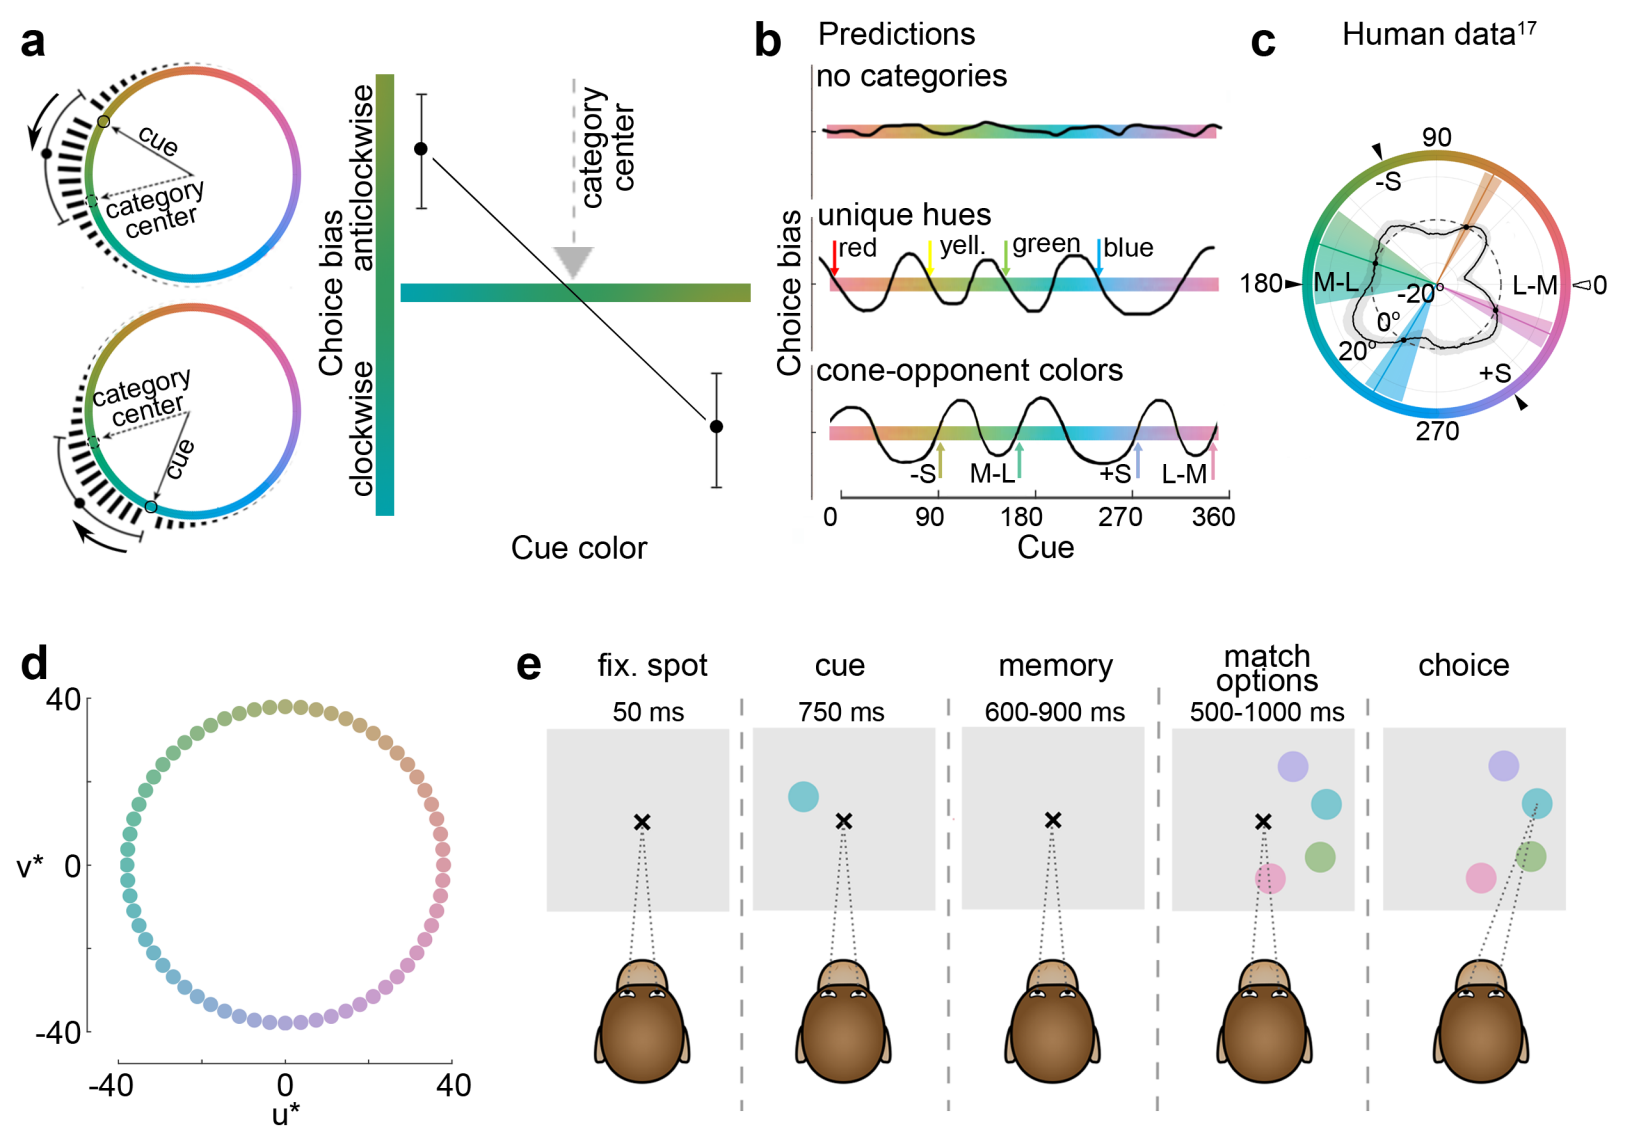 a
cue
category
center
category
center
cue
Choice bias
clockwise anticlockwise
category
center
Cue color
b Predictions
no categories
unique hues
red yell. green blue
cone-opponent colors
-S M-L +S L-M
Choice bias
0 90 180 270 360
Cue
c Human data17
90
-S
180 M-L L-M 0
-20o
0o
20o
+S
270
d
40
v* 0
-40
-40 0 40
u*
e fix. spot cue memory match options choice
50 ms 750 ms 600-900 ms 500-1000 ms